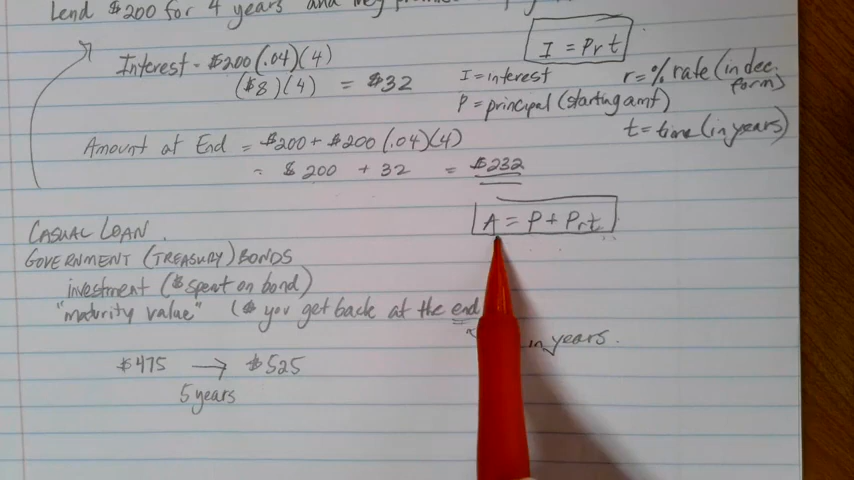 Lend $200 for 4 years and they
Interest = $200(.04)(4)
($8)(4) = $32
I = Prt
I = interest
r = % rate (in dec. form)
P = principal (starting amt)
t = time (in years)
Amount at End = $200 + $200(.04)(4)
= $200 + 32 = $232
A = P + Prt
CASUAL LOAN.
GOVERNMENT (TREASURY) BONDS
investment ($ spent on bond)
"maturity value" ($ you get back at the end
in years.
$475 → $525
5 years